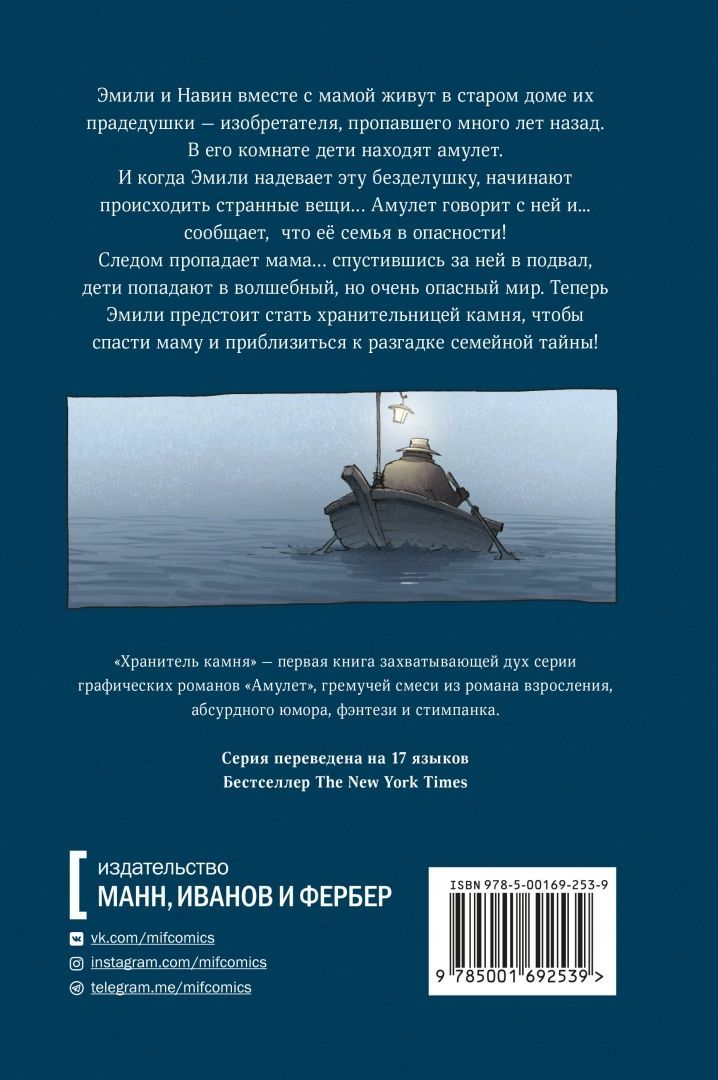 Эмили и Навин вместе с мамой живут в старом доме их
прадедушки — изобретателя, пропавшего много лет назад.
В его комнате дети находят амулет.
И когда Эмили надевает эту безделушку, начинают
происходить странные вещи... Амулет говорит с ней и...
сообщает, что её семья в опасности!
Следом пропадает мама... спустившись за ней в подвал,
дети попадают в волшебный, но очень опасный мир. Теперь
Эмили предстоит стать хранительницей камня, чтобы
спасти маму и приблизиться к разгадке семейной тайны!
«Хранитель камня» — первая книга захватывающей дух серии
графических романов «Амулет», гремучей смеси из романа взросления,
абсурдного юмора, фэнтези и стимпанка.
Серия переведена на 17 языков
Бестселлер The New York Times
издательство
МАНН, ИВАНОВ И ФЕРБЕР
vk.com/mifcomics
instagram.com/mifcomics
telegram.me/mifcomics
ISBN 978-5-00169-253-9
9 785001 692539 >